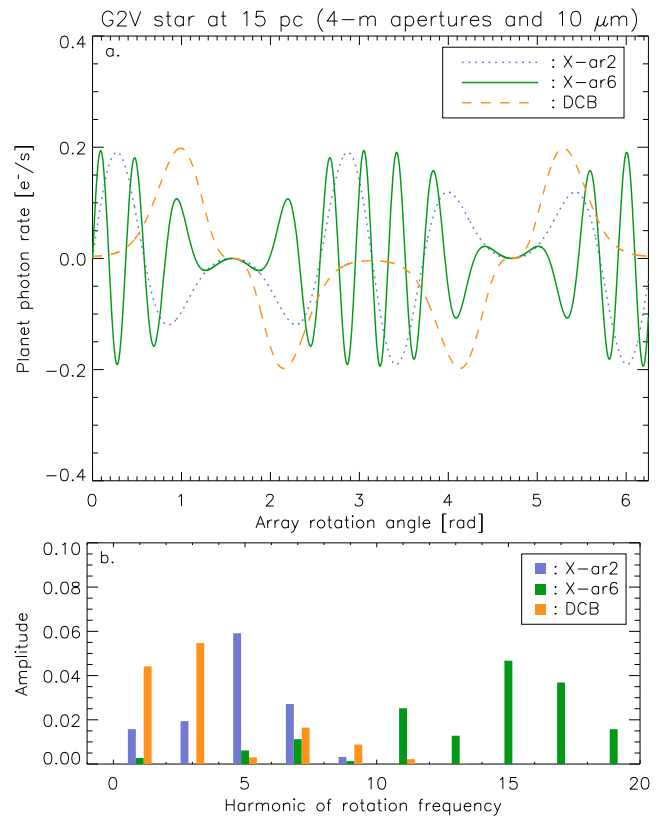 G2V star at 15 pc (4-m apertures and 10 μm)
a.
: X-ar2
: X-ar6
: DCB
0.4
0.2
0.0
-0.2
-0.4
Planet photon rate [e⁻/s]
0 1 2 3 4 5 6
Array rotation angle [rad]
b.
: X-ar2
: X-ar6
: DCB
0.10
0.08
0.06
0.04
0.02
0.00
Amplitude
0 5 10 15 20
Harmonic of rotation frequency